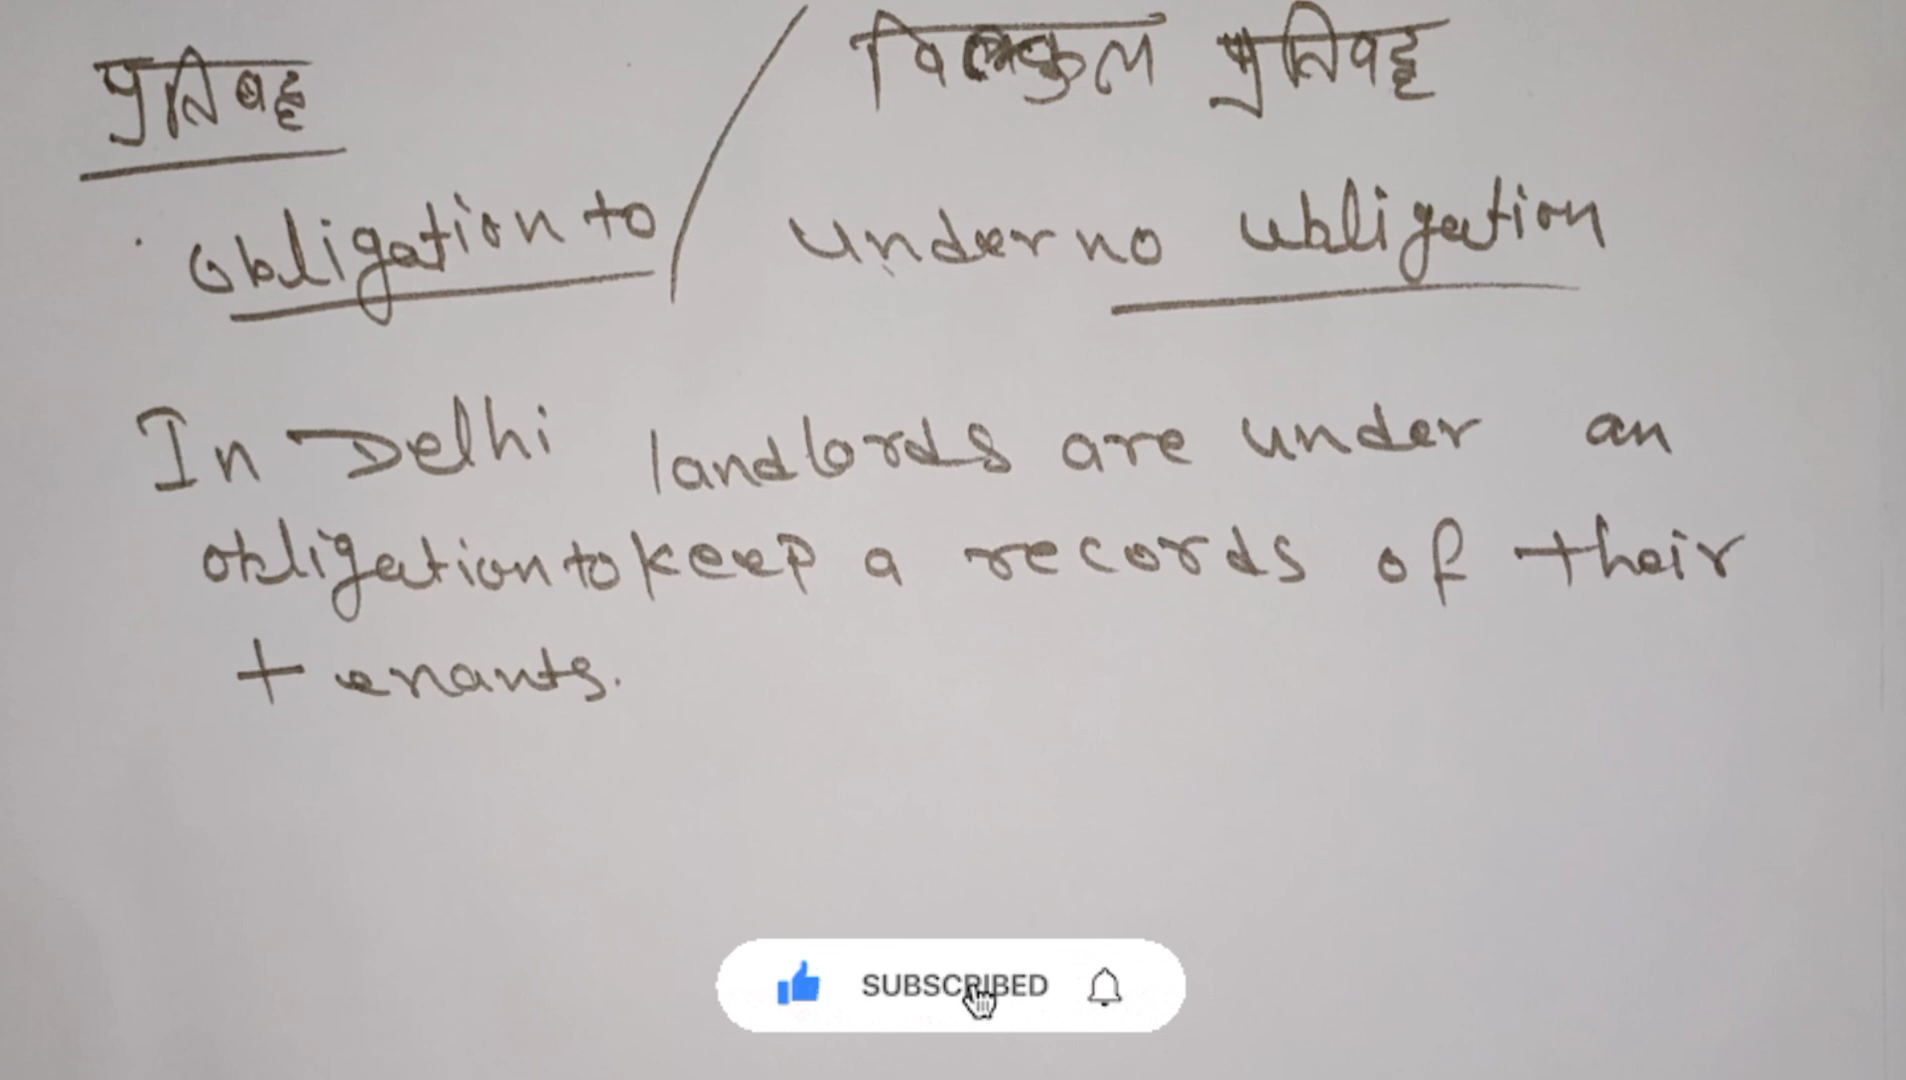 प्रतिबद्ध / बिलकुल प्रतिबद्ध
obligation to / under no obligation
In Delhi landlords are under an
obligation to keep a records of their
tenants.
SUBSCRIBED